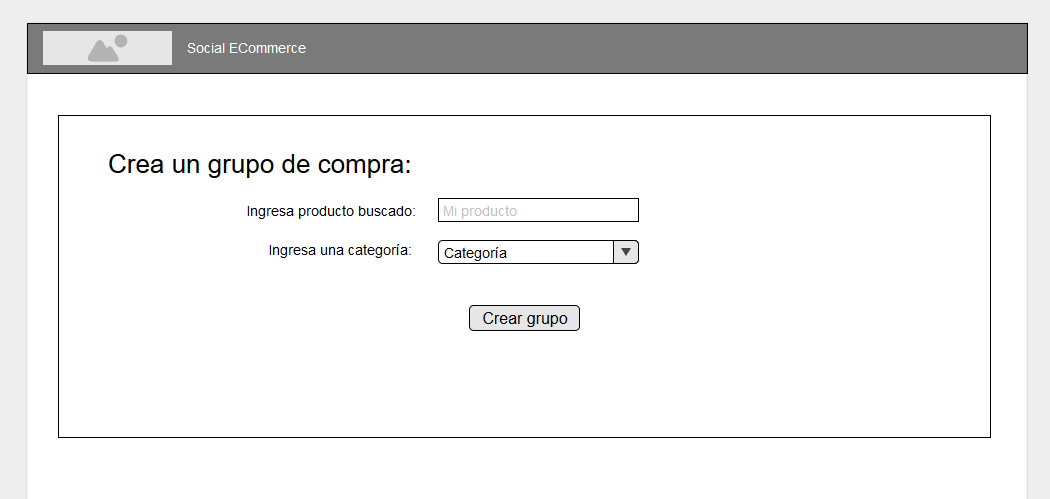 Social ECommerce
Crea un grupo de compra:
Ingresa producto buscado: Mi producto
Ingresa una categoría: Categoría
Crear grupo